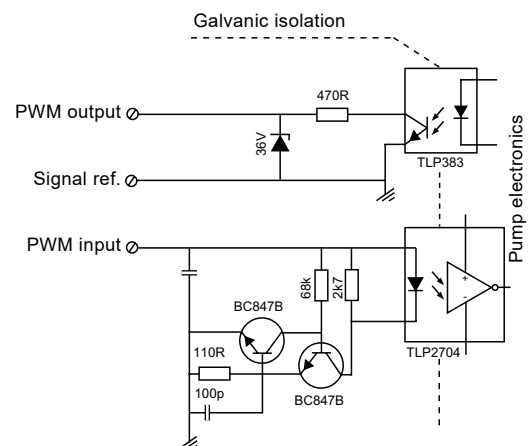 Galvanic isolation
470R
PWM output
36V
TLP383
Signal ref.
Pump electronics
PWM input
68k
2k7
+
-
BC847B
TLP2704
110R
100p
BC847B